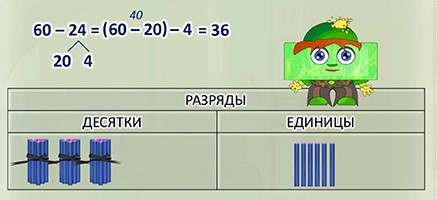 40
60 – 24 = (60 – 20) – 4 = 36
20 4
РАЗРЯДЫ
ДЕСЯТКИ ЕДИНИЦЫ